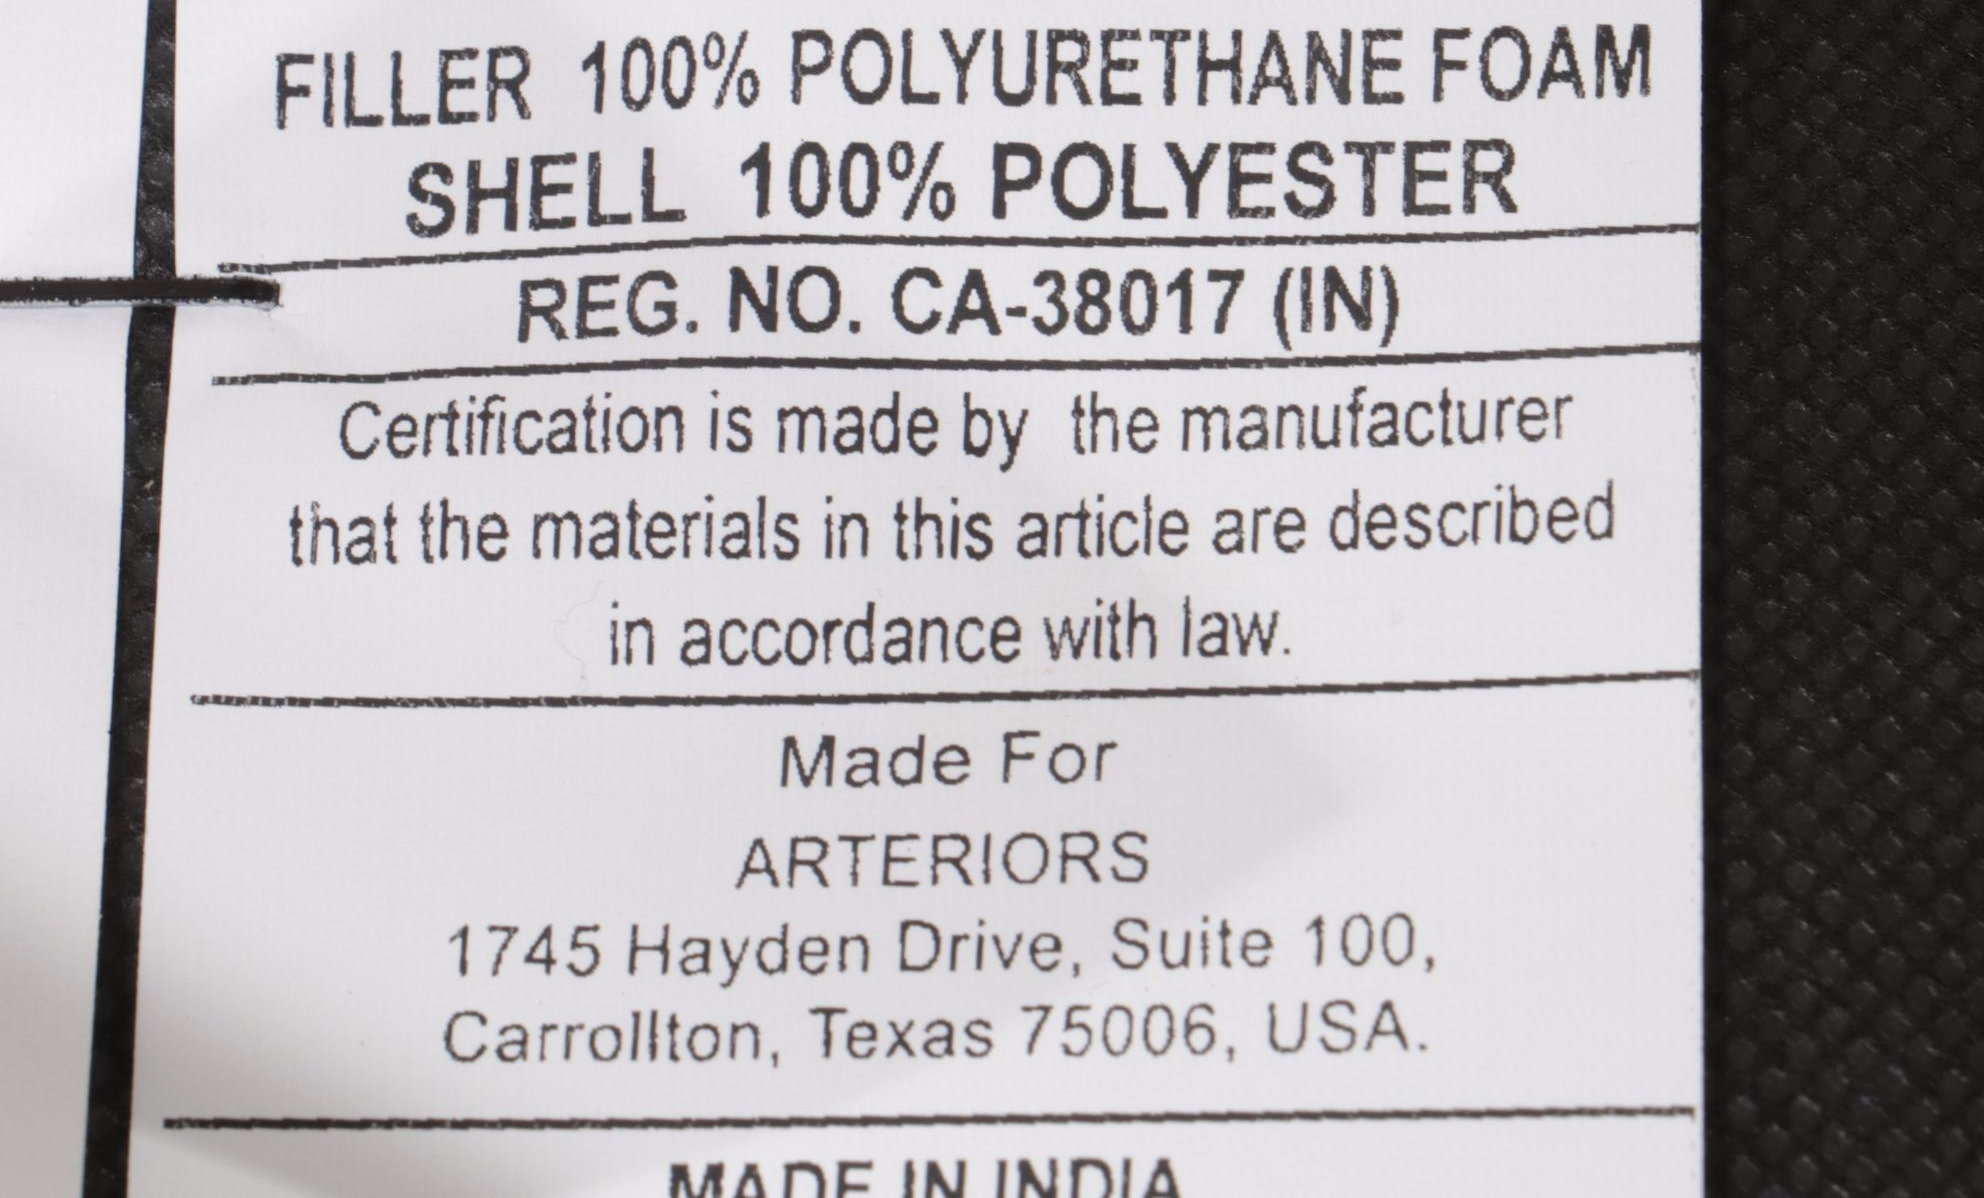 FILLER 100% POLYURETHANE FOAM
SHELL 100% POLYESTER
REG. NO. CA-38017 (IN)
Certification is made by the manufacturer
that the materials in this article are described
in accordance with law.
Made For
ARTERIORS
1745 Hayden Drive, Suite 100,
Carrollton, Texas 75006, USA.
MADE IN INDIA